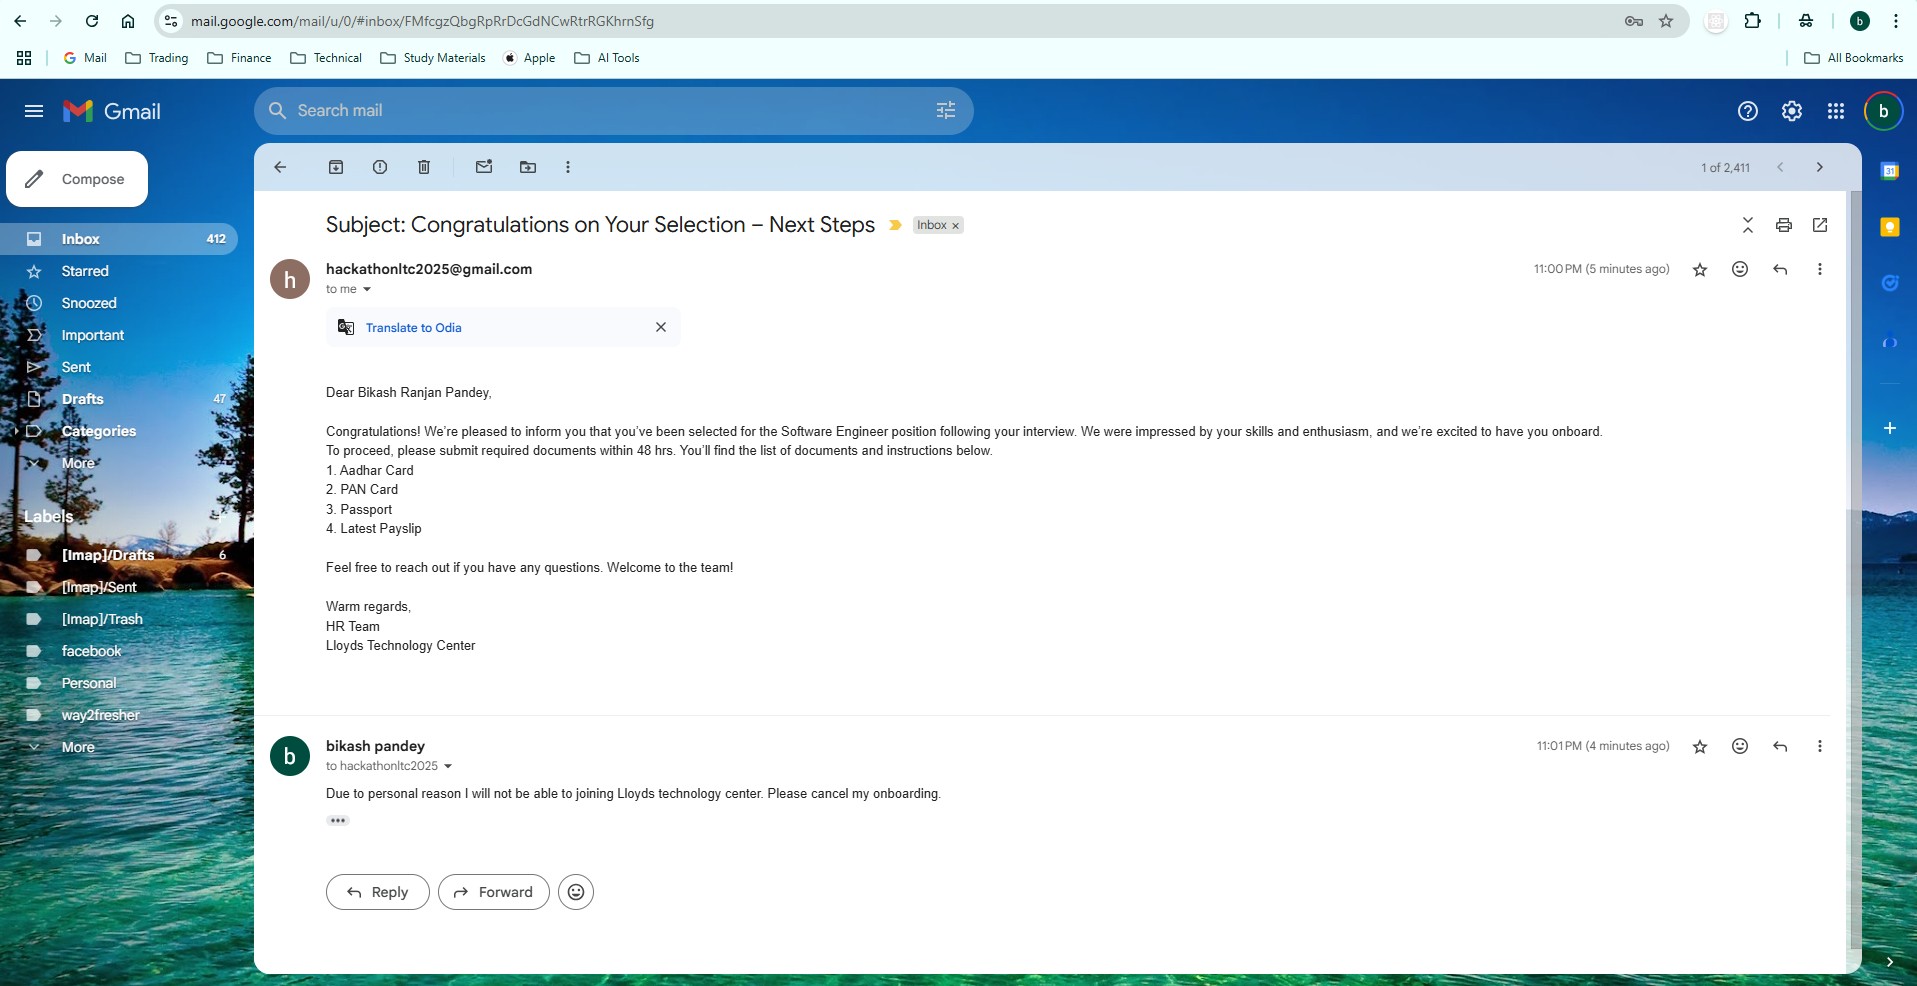 mail.google.com/mail/u/0/#inbox/FMfcgzQbgRpRrDcGdNCwRtrRGKhrnSfg
b
Mail
Trading
Finance
Technical
Study Materials
Apple
AI Tools
All Bookmarks
Gmail
Search mail
b
Compose
1 of 2,411
31
Inbox 412
Starred
Snoozed
Important
Sent
Drafts 47
Categories
More
Labels
[Imap]/Drafts 6
[Imap]/Sent
[Imap]/Trash
facebook
Personal
way2fresher
More
Subject: Congratulations on Your Selection – Next Steps
Inbox x
h
hackathonltc2025@gmail.com
11:00 PM (5 minutes ago)
to me
Translate to Odia
Dear Bikash Ranjan Pandey,
Congratulations! We're pleased to inform you that you've been selected for the Software Engineer position following your interview. We were impressed by your skills and enthusiasm, and we're excited to have you onboard.
To proceed, please submit required documents within 48 hrs. You'll find the list of documents and instructions below.
1. Aadhar Card
2. PAN Card
3. Passport
4. Latest Payslip
Feel free to reach out if you have any questions. Welcome to the team!
Warm regards,
HR Team
Lloyds Technology Center
b
bikash pandey
11:01 PM (4 minutes ago)
to hackathonltc2025
Due to personal reason I will not be able to joining Lloyds technology center. Please cancel my onboarding.
Reply
Forward